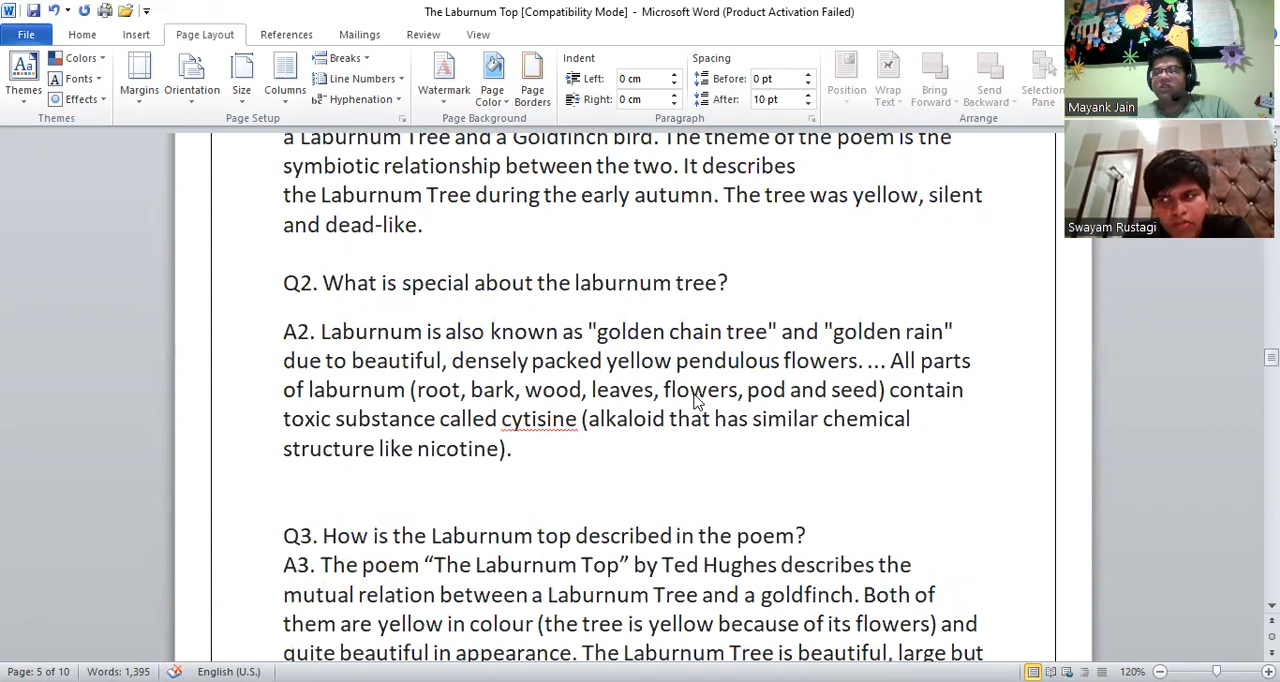 The Laburnum Top [Compatibility Mode] - Microsoft Word (Product Activation Failed)
File Home Insert Page Layout References Mailings Review View
Themes Colors Fonts Effects
Margins Orientation Size Columns Breaks Line Numbers Hyphenation
Watermark Page Color Page Borders
Indent Left: 0 cm Right: 0 cm
Spacing Before: 0 pt After: 10 pt
Position Wrap Text Bring Forward Send Backward Selection Pane
Themes Page Setup Page Background Paragraph Arrange
Mayank Jain
Swayam Rustagi
a Laburnum Tree and a Goldfinch bird. The theme of the poem is the
symbiotic relationship between the two. It describes
the Laburnum Tree during the early autumn. The tree was yellow, silent
and dead-like.
Q2. What is special about the laburnum tree?
A2. Laburnum is also known as "golden chain tree" and "golden rain"
due to beautiful, densely packed yellow pendulous flowers. ... All parts
of laburnum (root, bark, wood, leaves, flowers, pod and seed) contain
toxic substance called cytisine (alkaloid that has similar chemical
structure like nicotine).
Q3. How is the Laburnum top described in the poem?
A3. The poem “The Laburnum Top” by Ted Hughes describes the
mutual relation between a Laburnum Tree and a goldfinch. Both of
them are yellow in colour (the tree is yellow because of its flowers) and
quite beautiful in appearance. The Laburnum Tree is beautiful, large but
Page: 5 of 10 Words: 1,395 English (U.S.) 120%